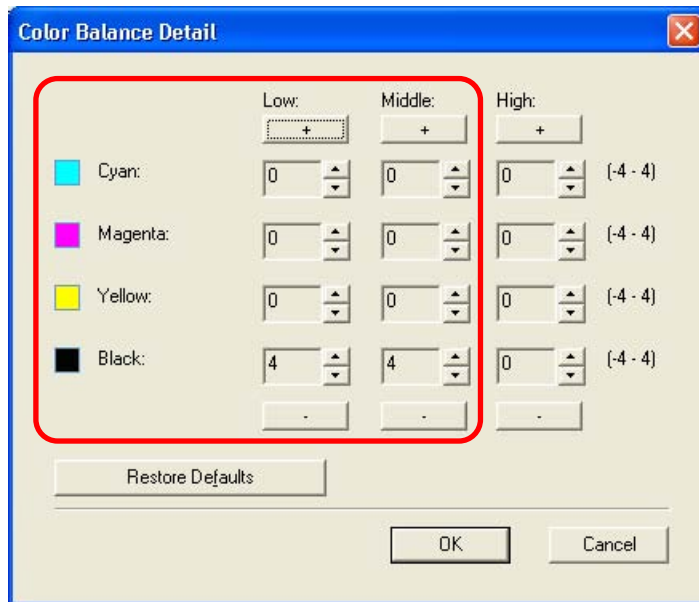 Color Balance Detail
Low: Middle: High:
+ + +
Cyan: 0 0 0 (-4 - 4)
Magenta: 0 0 0 (-4 - 4)
Yellow: 0 0 0 (-4 - 4)
Black: 4 4 0 (-4 - 4)
- - -
Restore Defaults
OK Cancel